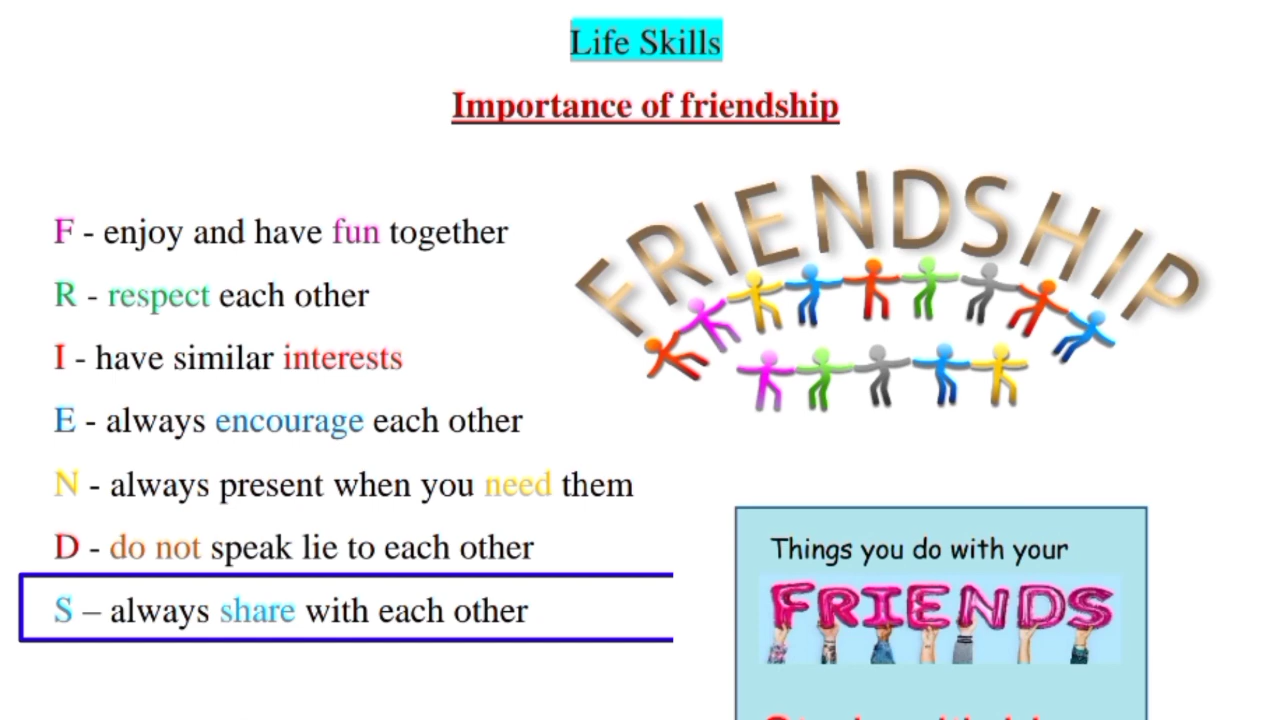 Life Skills
Importance of friendship
FRIENDSHIP
F - enjoy and have fun together
R - respect each other
I - have similar interests
E - always encourage each other
N - always present when you need them
D - do not speak lie to each other
S – always share with each other
Things you do with your
FRIENDS